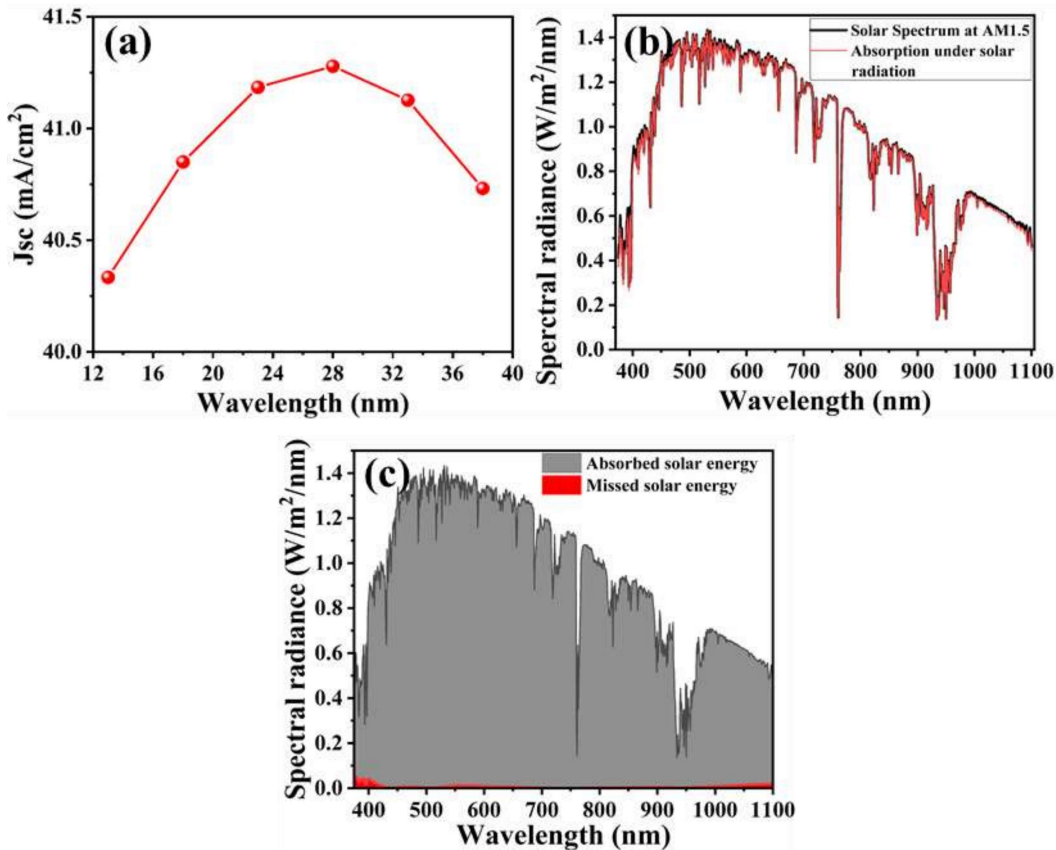 (a)
41.5
41.0
40.5
40.0
Jsc (mA/cm²)
12 16 20 24 28 32 36 40
Wavelength (nm)
(b)
Solar Spectrum at AM1.5
Absorption under solar
radiation
1.4
1.2
1.0
0.8
0.6
0.4
0.2
0.0
Sperctral radiance (W/m²/nm)
400 500 600 700 800 900 1000 1100
Wavelength (nm)
(c)
Absorbed solar energy
Missed solar energy
1.4
1.2
1.0
0.8
0.6
0.4
0.2
0.0
Spectral radiance (W/m²/nm)
400 500 600 700 800 900 1000 1100
Wavelength (nm)